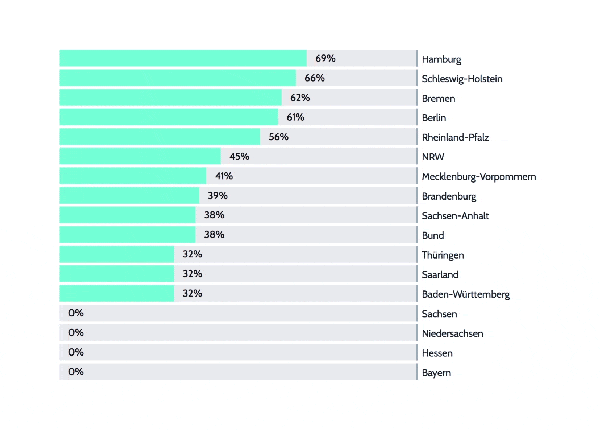 69% Hamburg
66% Schleswig-Holstein
62% Bremen
61% Berlin
56% Rheinland-Pfalz
45% NRW
41% Mecklenburg-Vorpommern
39% Brandenburg
38% Sachsen-Anhalt
38% Bund
32% Thüringen
32% Saarland
32% Baden-Württemberg
0% Sachsen
0% Niedersachsen
0% Hessen
0% Bayern